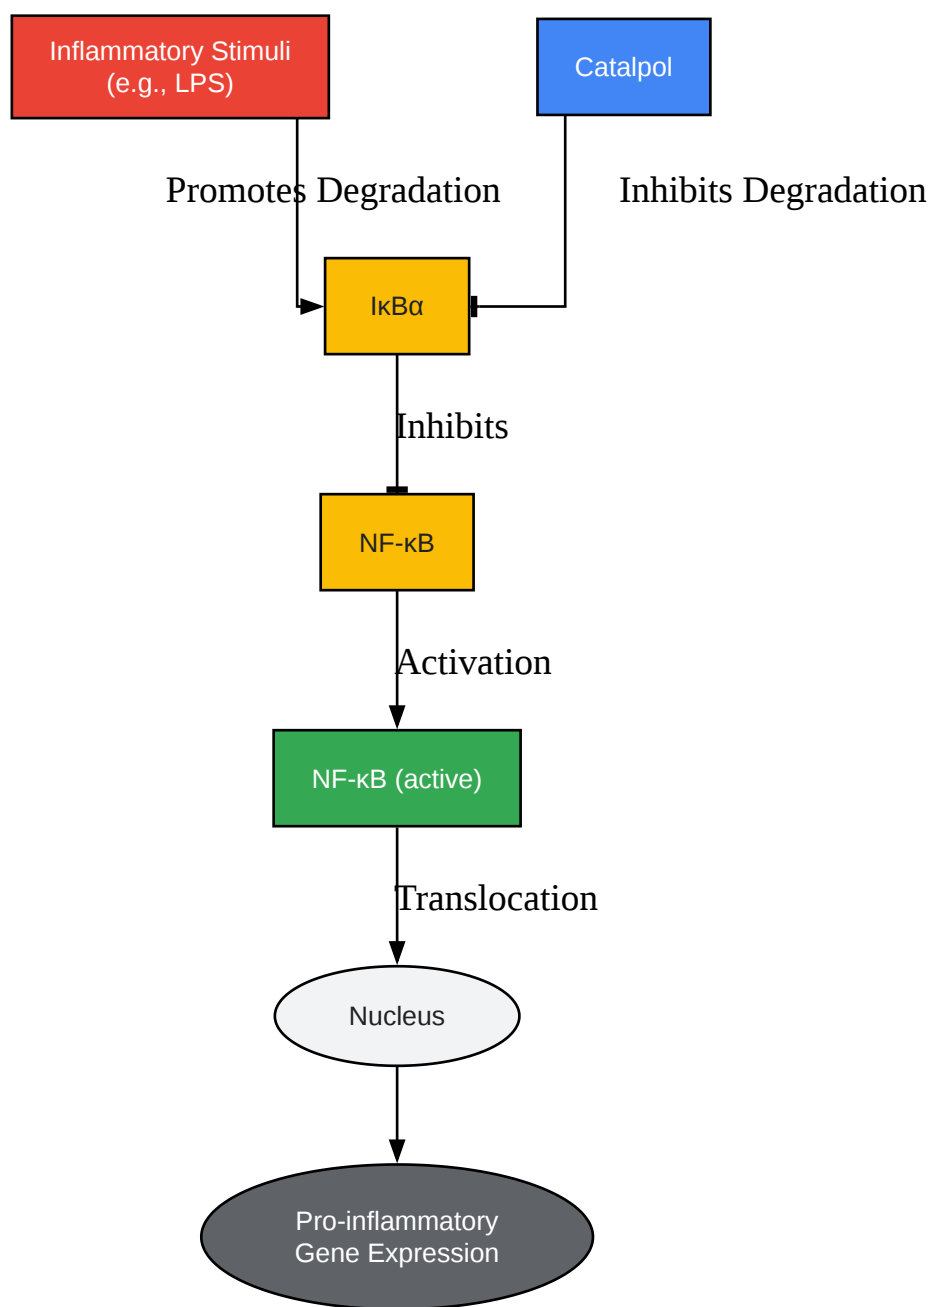 Inflammatory Stimuli
(e.g., LPS)
Catalpol
Promotes Degradation
Inhibits Degradation
IκBα
Inhibits
NF-κB
Activation
NF-κB (active)
Translocation
Nucleus
Pro-inflammatory
Gene Expression